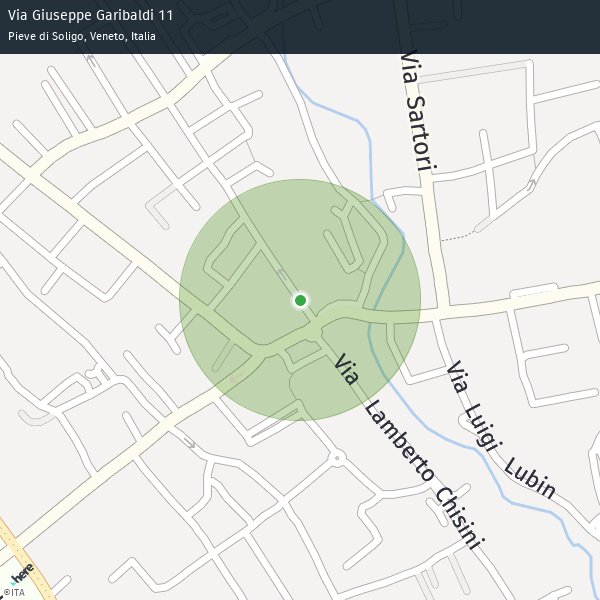 Via Giuseppe Garibaldi 11
Pieve di Soligo, Veneto, Italia
Via Sartori
Via Lamberto Chisini
Via Luigi Lubin
here
©ITA